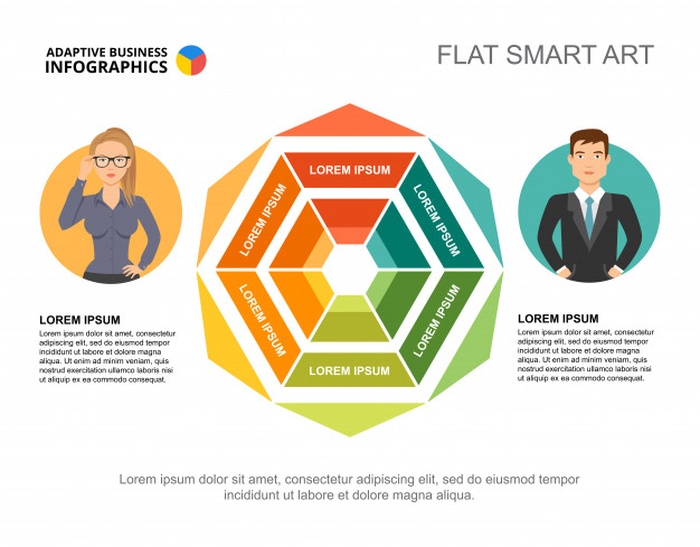 ADAPTIVE BUSINESS
INFOGRAPHICS
FLAT SMART ART
LOREM IPSUM
LOREM IPSUM
LOREM IPSUM
LOREM IPSUM
LOREM IPSUM
LOREM IPSUM
LOREM IPSUM
Lorem ipsum dolor sit amet, consectetur
adipiscing elit, sed do eiusmod tempor
incididunt ut labore et dolore magna
aliqua. Ut enim ad minim veniam, quis
nostrud exercitation ullamco laboris nisi
ut aliquip ex ea commodo consequat.
LOREM IPSUM
Lorem ipsum dolor sit amet, consectetur
adipiscing elit, sed do eiusmod tempor
incididunt ut labore et dolore magna
aliqua. Ut enim ad minim veniam, quis
nostrud exercitation ullamco laboris nisi
ut aliquip ex ea commodo consequat.
Lorem ipsum dolor sit amet, consectetur adipiscing elit, sed do eiusmod tempor
incididunt ut labore et dolore magna aliqua.